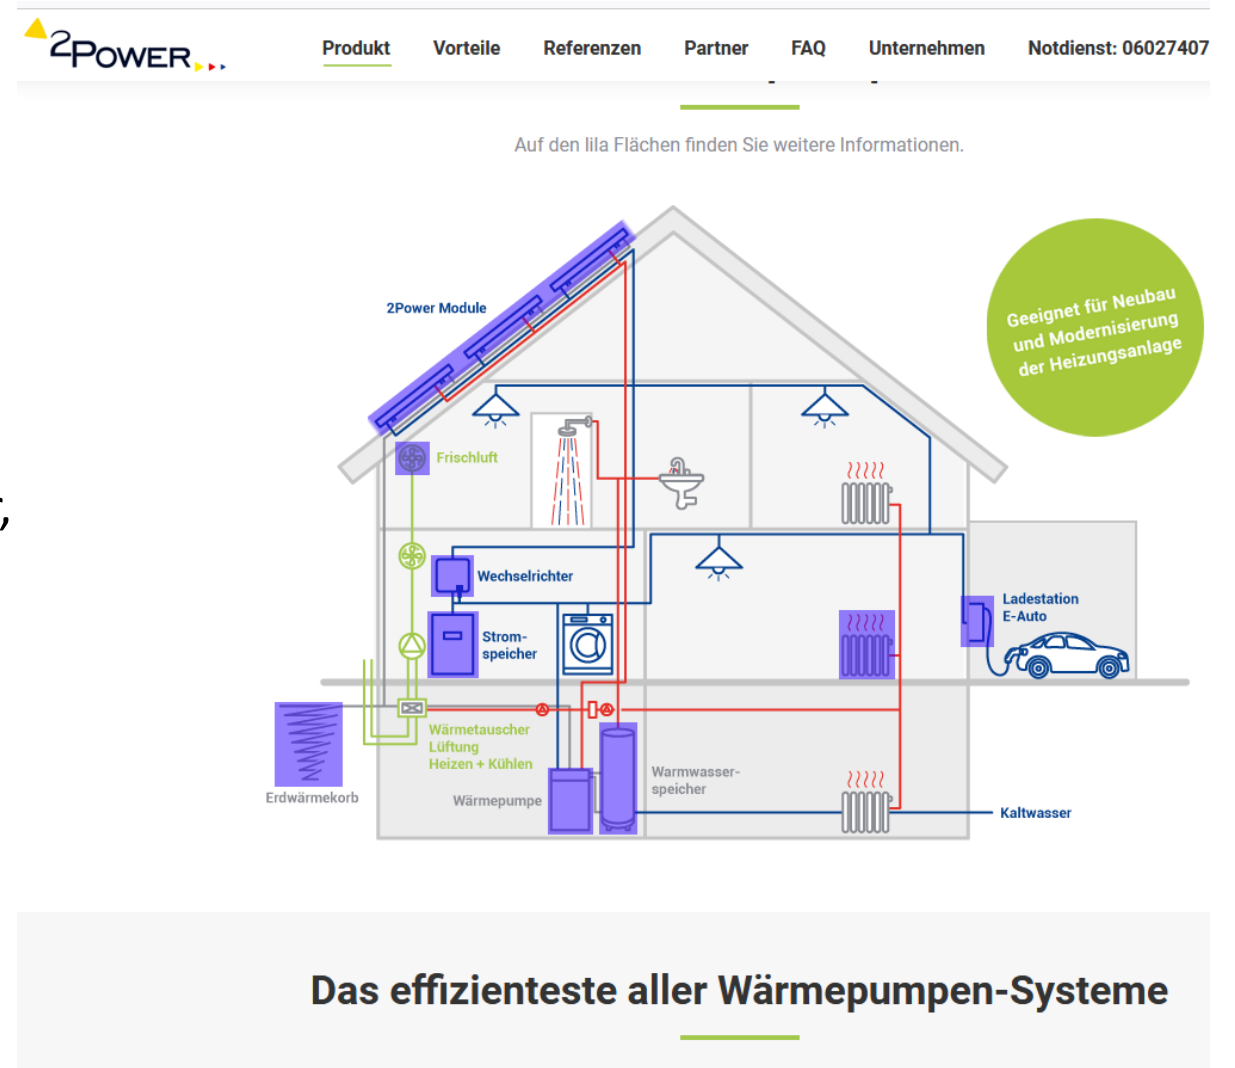 2POWER
Produkt Vorteile Referenzen Partner FAQ Unternehmen Notdienst: 06027407
Auf den lila Flächen finden Sie weitere Informationen.
2Power Module
Geeignet für Neubau
und Modernisierung
der Heizungsanlage
Frischluft
Wechselrichter
Strom-
speicher
Ladestation
E-Auto
Wärmetauscher
Lüftung
Heizen + Kühlen
Erdwärmekorb
Wärmepumpe
Warmwasser-
speicher
Kaltwasser
Das effizienteste aller Wärmepumpen-Systeme